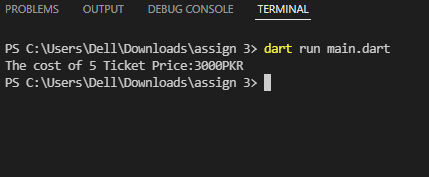 PROBLEMS OUTPUT DEBUG CONSOLE TERMINAL
PS C:\Users\Dell\Downloads\assign 3> dart run main.dart
The cost of 5 Ticket Price:3000PKR
PS C:\Users\Dell\Downloads\assign 3>